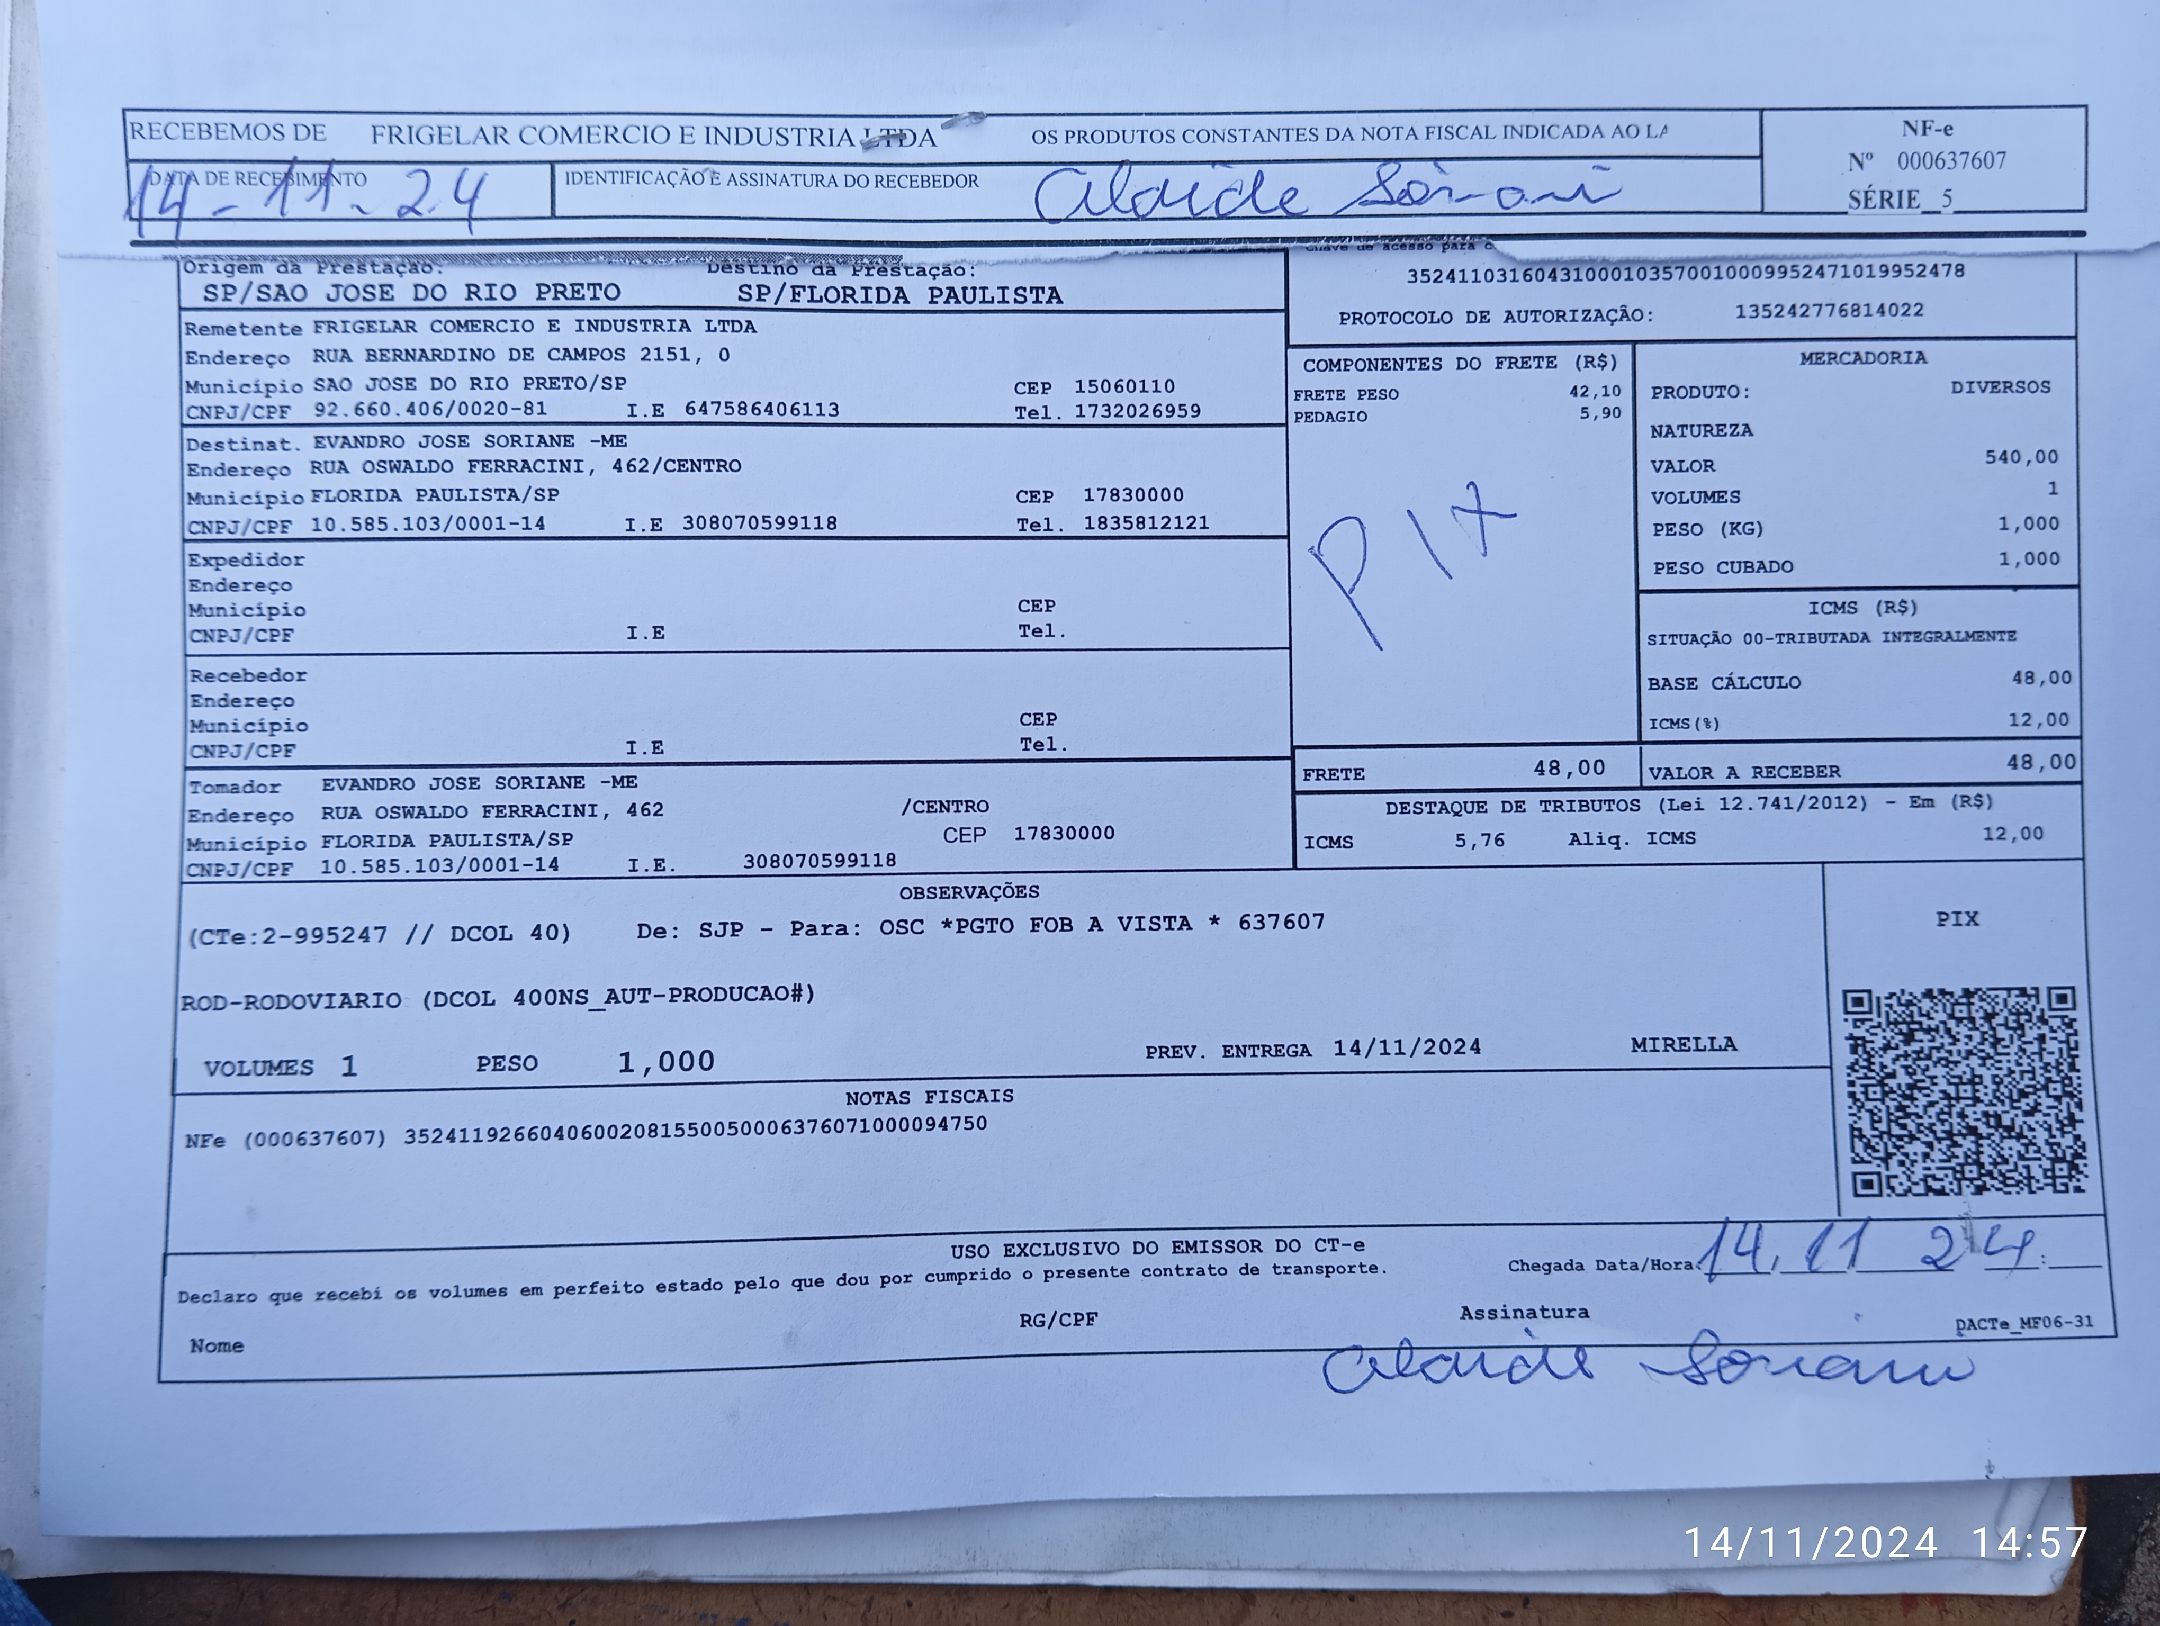 RECEBEMOS DE FRIGELAR COMERCIO E INDUSTRIA LTDA OS PRODUTOS CONSTANTES DA NOTA FISCAL INDICADA AO LA
NF-e
Nº 000637607
SÉRIE 5
DATA DE RECEBIMENTO
14-11-24
IDENTIFICAÇÃO E ASSINATURA DO RECEBEDOR
Origem da Prestação:
SP/SAO JOSE DO RIO PRETO
Destino da Prestação:
SP/FLORIDA PAULISTA
Chave de acesso para c
35241103160431000103570010009952471019952478
PROTOCOLO DE AUTORIZAÇÃO: 135242776814022
Remetente FRIGELAR COMERCIO E INDUSTRIA LTDA
Endereço RUA BERNARDINO DE CAMPOS 2151, 0
Município SAO JOSE DO RIO PRETO/SP CEP 15060110
CNPJ/CPF 92.660.406/0020-81 I.E 647586406113 Tel. 1732026959
Destinat. EVANDRO JOSE SORIANE -ME
Endereço RUA OSWALDO FERRACINI, 462/CENTRO
Município FLORIDA PAULISTA/SP CEP 17830000
CNPJ/CPF 10.585.103/0001-14 I.E 308070599118 Tel. 1835812121
Expedidor
Endereço
Município CEP
CNPJ/CPF I.E Tel.
Recebedor
Endereço
Município CEP
CNPJ/CPF I.E Tel.
Tomador EVANDRO JOSE SORIANE -ME
Endereço RUA OSWALDO FERRACINI, 462 /CENTRO
Município FLORIDA PAULISTA/SP CEP 17830000
CNPJ/CPF 10.585.103/0001-14 I.E. 308070599118
COMPONENTES DO FRETE (R$)
FRETE PESO 42,10
PEDAGIO 5,90
PIX
MERCADORIA
PRODUTO: DIVERSOS
NATUREZA
VALOR 540,00
VOLUMES 1
PESO (KG) 1,000
PESO CUBADO 1,000
ICMS (R$)
SITUAÇÃO 00-TRIBUTADA INTEGRALMENTE
BASE CÁLCULO 48,00
ICMS(%) 12,00
FRETE 48,00
VALOR A RECEBER 48,00
DESTAQUE DE TRIBUTOS (Lei 12.741/2012) - Em (R$)
ICMS 5,76 Aliq. ICMS 12,00
OBSERVAÇÕES
(CTe:2-995247 // DCOL 40) De: SJP - Para: OSC *PGTO FOB A VISTA * 637607
ROD-RODOVIARIO (DCOL 400NS_AUT-PRODUCAO#)
VOLUMES 1 PESO 1,000 PREV. ENTREGA 14/11/2024 MIRELLA
PIX
NOTAS FISCAIS
NFe (000637607) 35241192660406002081550050006376071000094750
USO EXCLUSIVO DO EMISSOR DO CT-e
Declaro que recebi os volumes em perfeito estado pelo que dou por cumprido o presente contrato de transporte.
Chegada Data/Hora: 14.11 24
Nome RG/CPF Assinatura
DACTe_MF06-31
14/11/2024 14:57